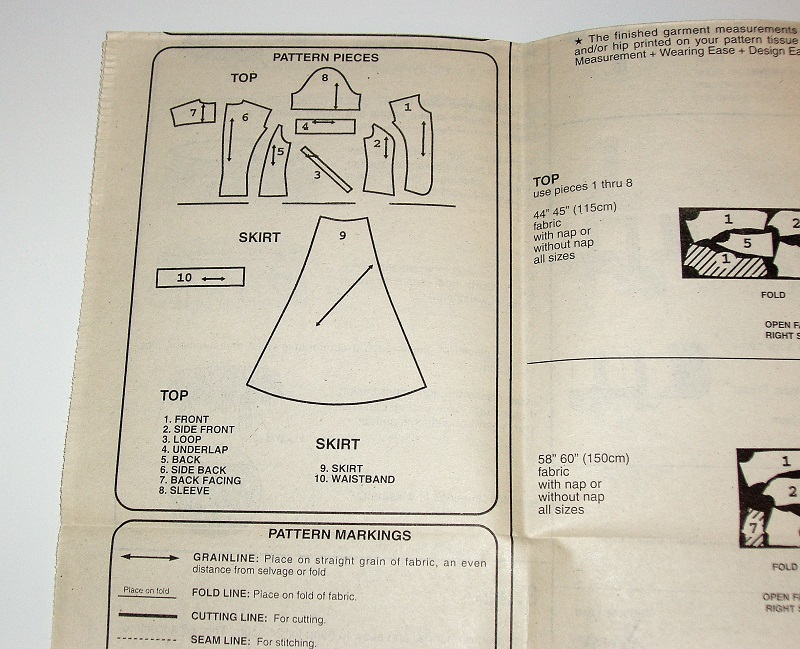 PATTERN PIECES
TOP
8
7
6
4
1
5
2
3
SKIRT
9
10
TOP
1. FRONT
2. SIDE FRONT
3. LOOP
4. UNDERLAP
5. BACK
6. SIDE BACK
7. BACK FACING
8. SLEEVE
SKIRT
9. SKIRT
10. WAISTBAND
PATTERN MARKINGS
GRAINLINE: Place on straight grain of fabric, an even
distance from selvage or fold
Place on fold
FOLD LINE: Place on fold of fabric.
CUTTING LINE: For cutting.
SEAM LINE: For stitching.
★ The finished garment measurements
and/or hip printed on your pattern tissue
Measurement + Wearing Ease + Design Ea
TOP
use pieces 1 thru 8
44" 45" (115cm)
fabric
with nap or
without nap
all sizes
1
2
5
1
FOLD
OPEN F
RIGHT S
58" 60" (150cm)
fabric
with nap or
without nap
all sizes
1
2
7
FOLD
OPEN F
RIGHT S